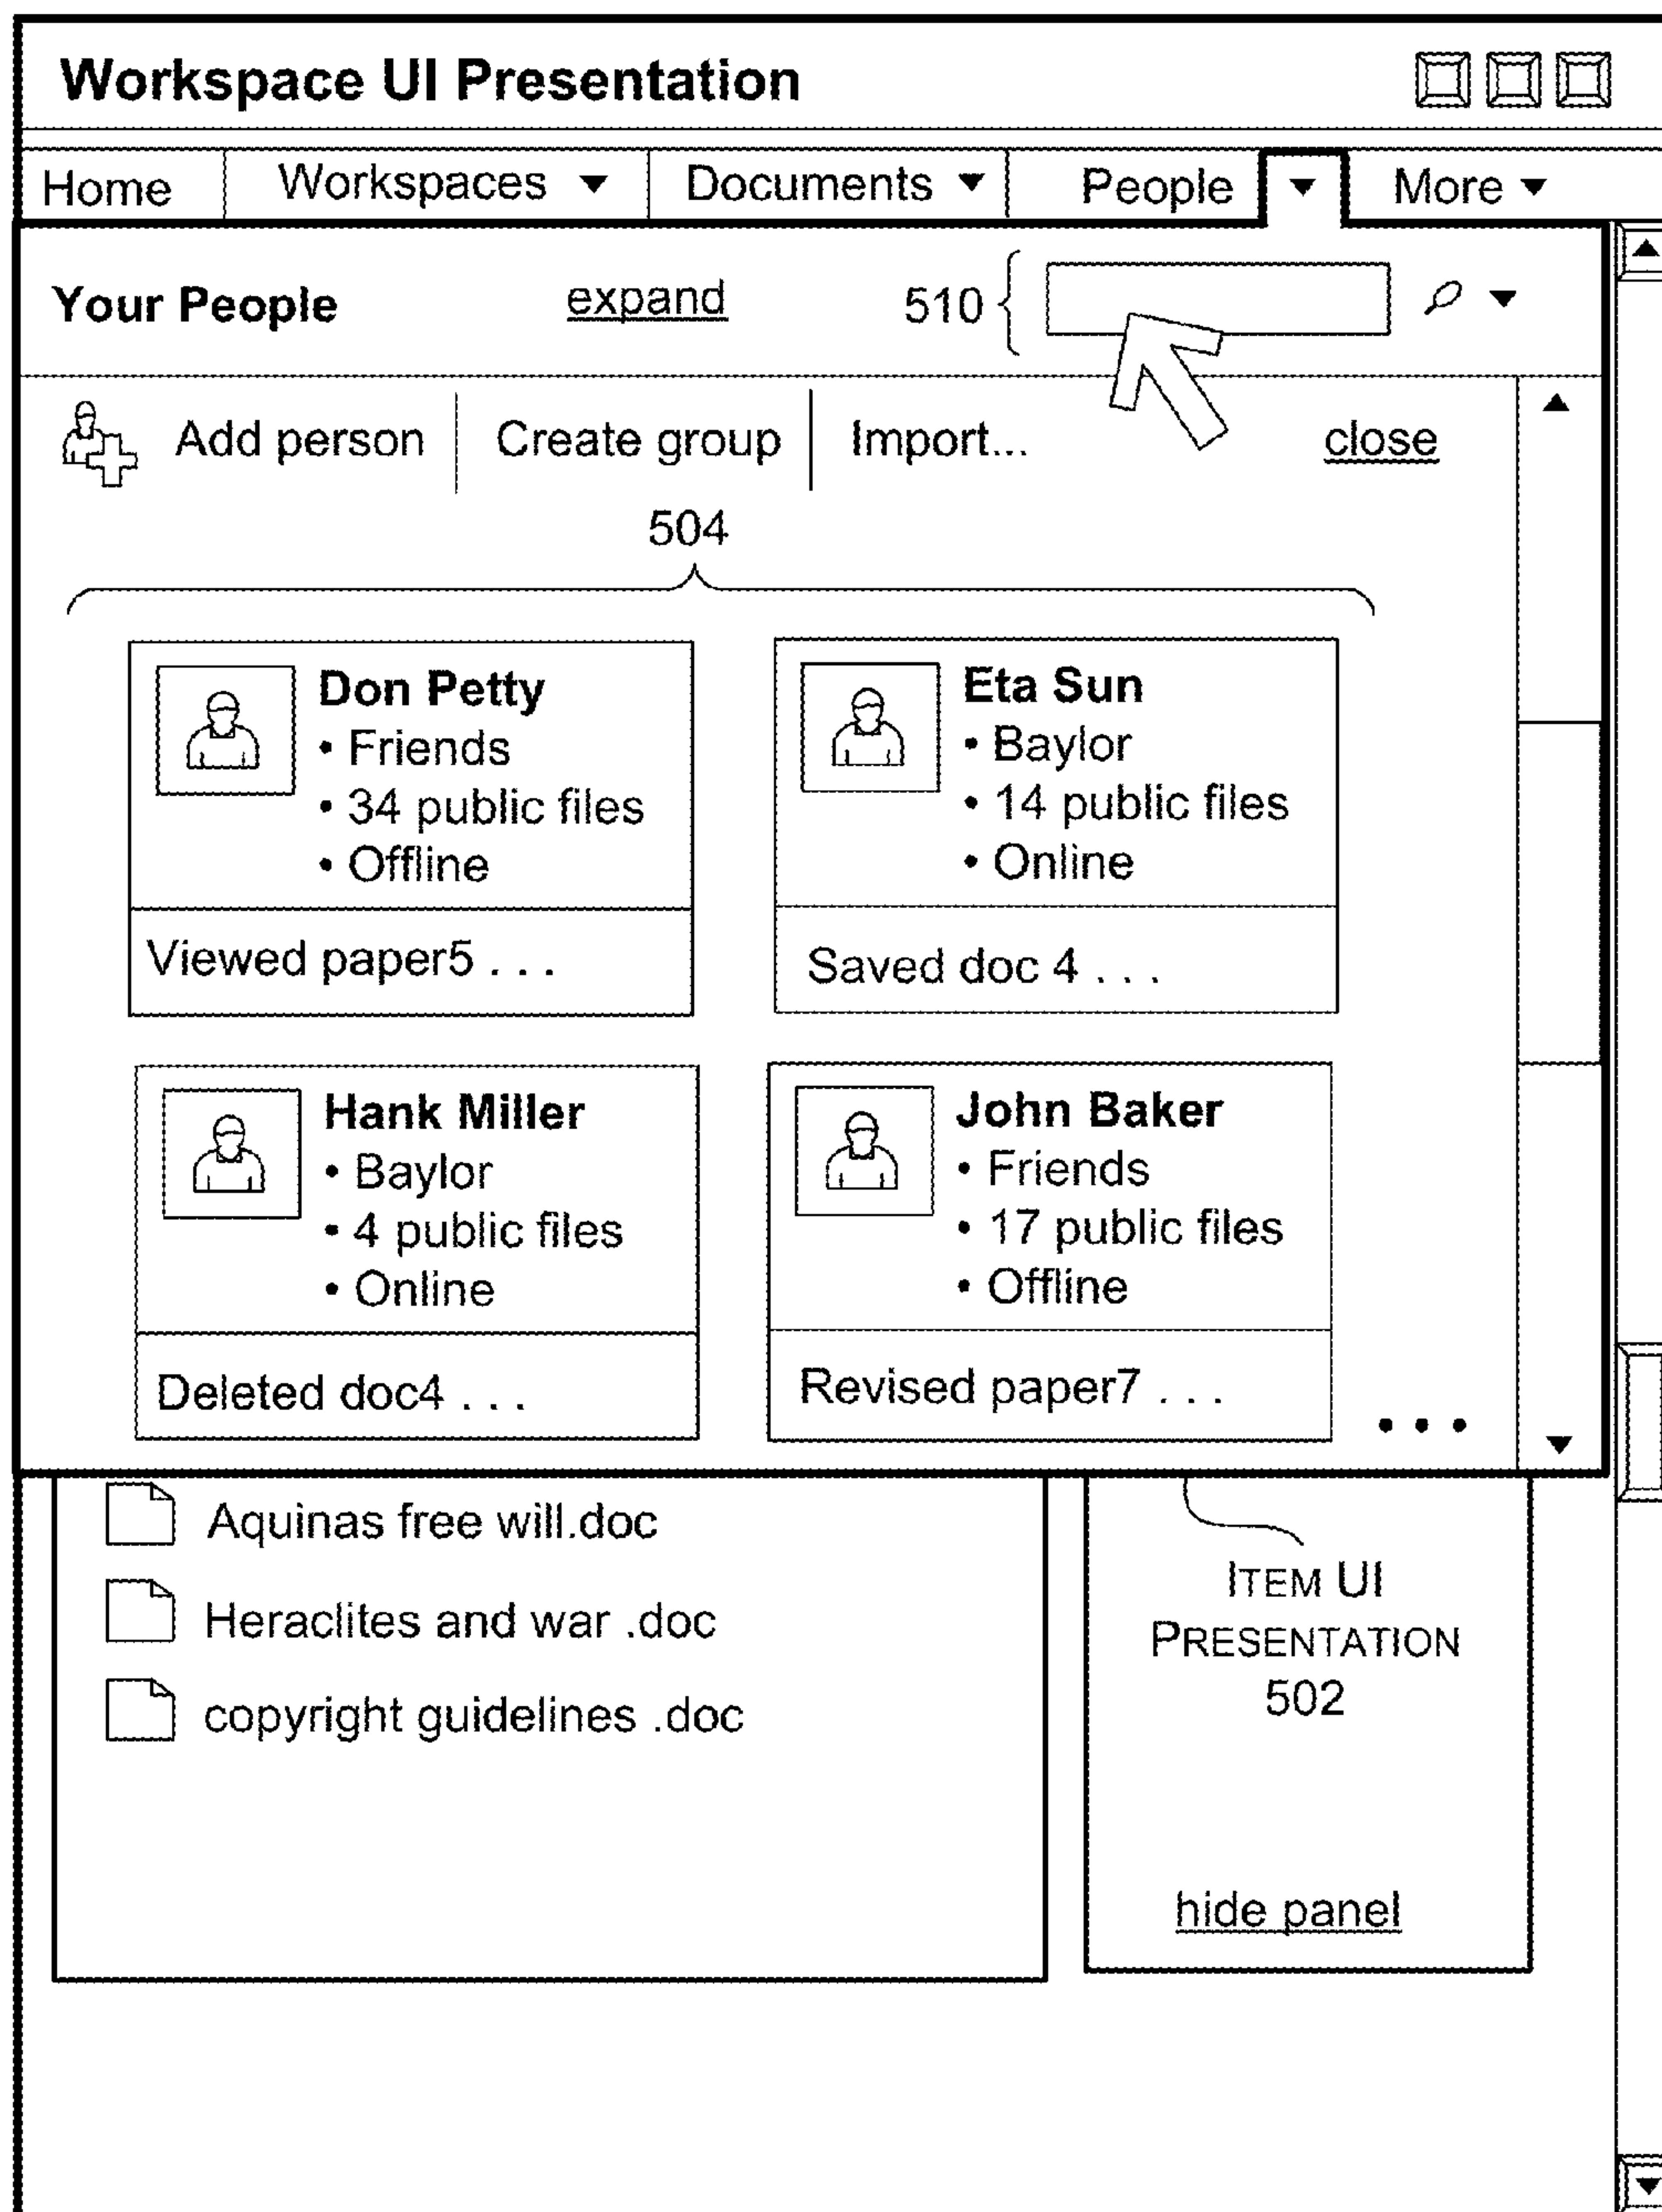 Workspace UI Presentation
Home Workspaces Documents People More
Your People expand 510
Add person Create group Import... close
504
Don Petty
• Friends
• 34 public files
• Offline
Viewed paper5 . . .
Eta Sun
• Baylor
• 14 public files
• Online
Saved doc 4 . . .
Hank Miller
• Baylor
• 4 public files
• Online
Deleted doc4 . . .
John Baker
• Friends
• 17 public files
• Offline
Revised paper7 . . .
• • •
Aquinas free will.doc
Heraclites and war .doc
copyright guidelines .doc
ITEM UI
PRESENTATION
502
hide panel